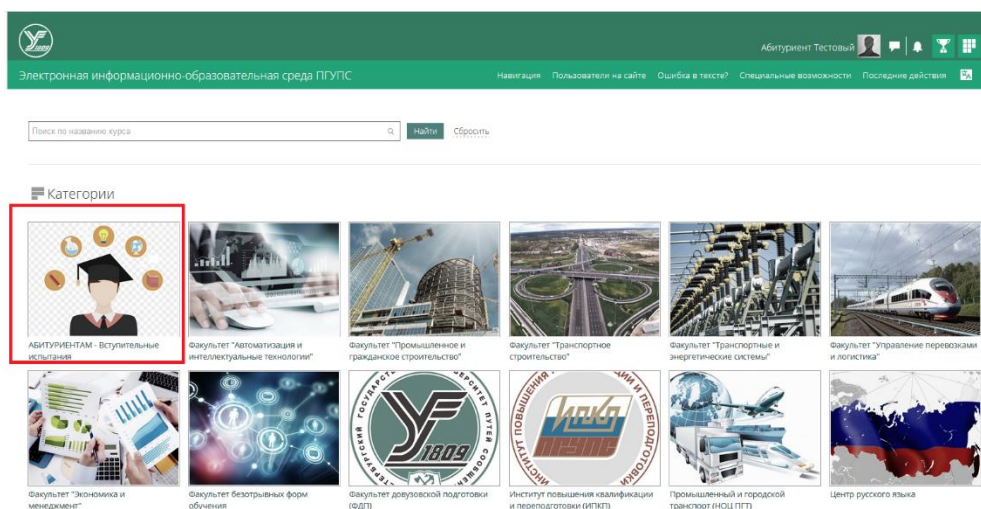 1809
Абитуриент Тестовый
Электронная информационно-образовательная среда ПГУПС
Навигация Пользователи на сайте Ошибка в тексте? Специальные возможности Последние действия
Поиск по названию курса Найти Сбросить
Категории
АБИТУРИЕНТАМ - Вступительные
испытания
Факультет "Автоматизация и
интеллектуальные технологии"
Факультет "Промышленное и
гражданское строительство"
Факультет "Транспортное
строительство"
Факультет "Транспортные и
энергетические системы"
Факультет "Управление перевозками
и логистика"
1809
Факультет "Экономика и
менеджмент"
Факультет безотрывных форм
обучения
Факультет довузовской подготовки
(ФДП)
Институт повышения квалификации
и переподготовки (ИПКП)
Промышленный и городской
транспорт (НОЦ ПГТ)
Центр русского языка